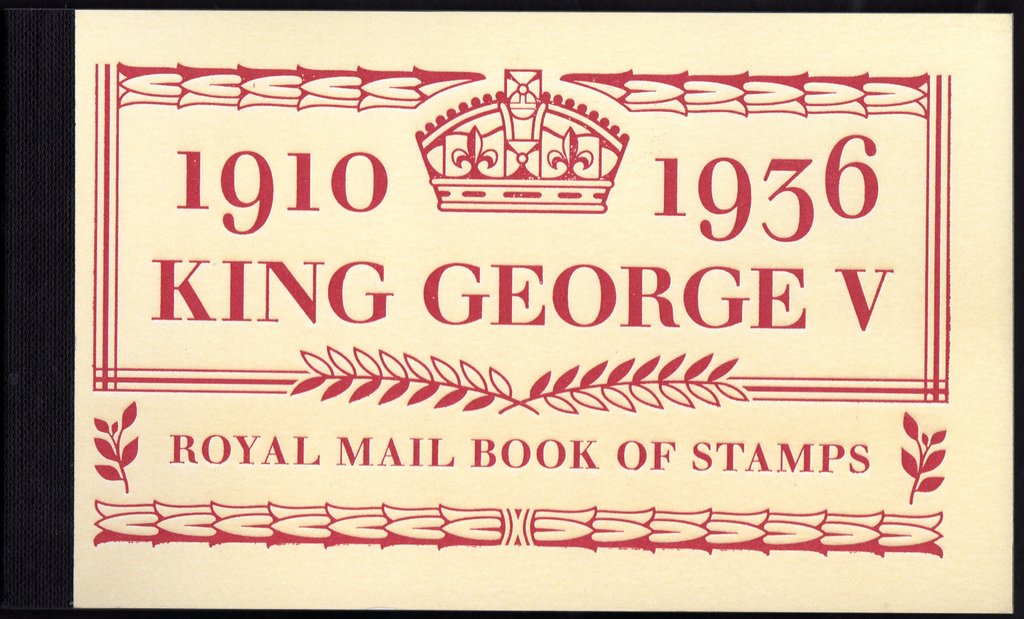 1910 1936
KING GEORGE V
ROYAL MAIL BOOK OF STAMPS